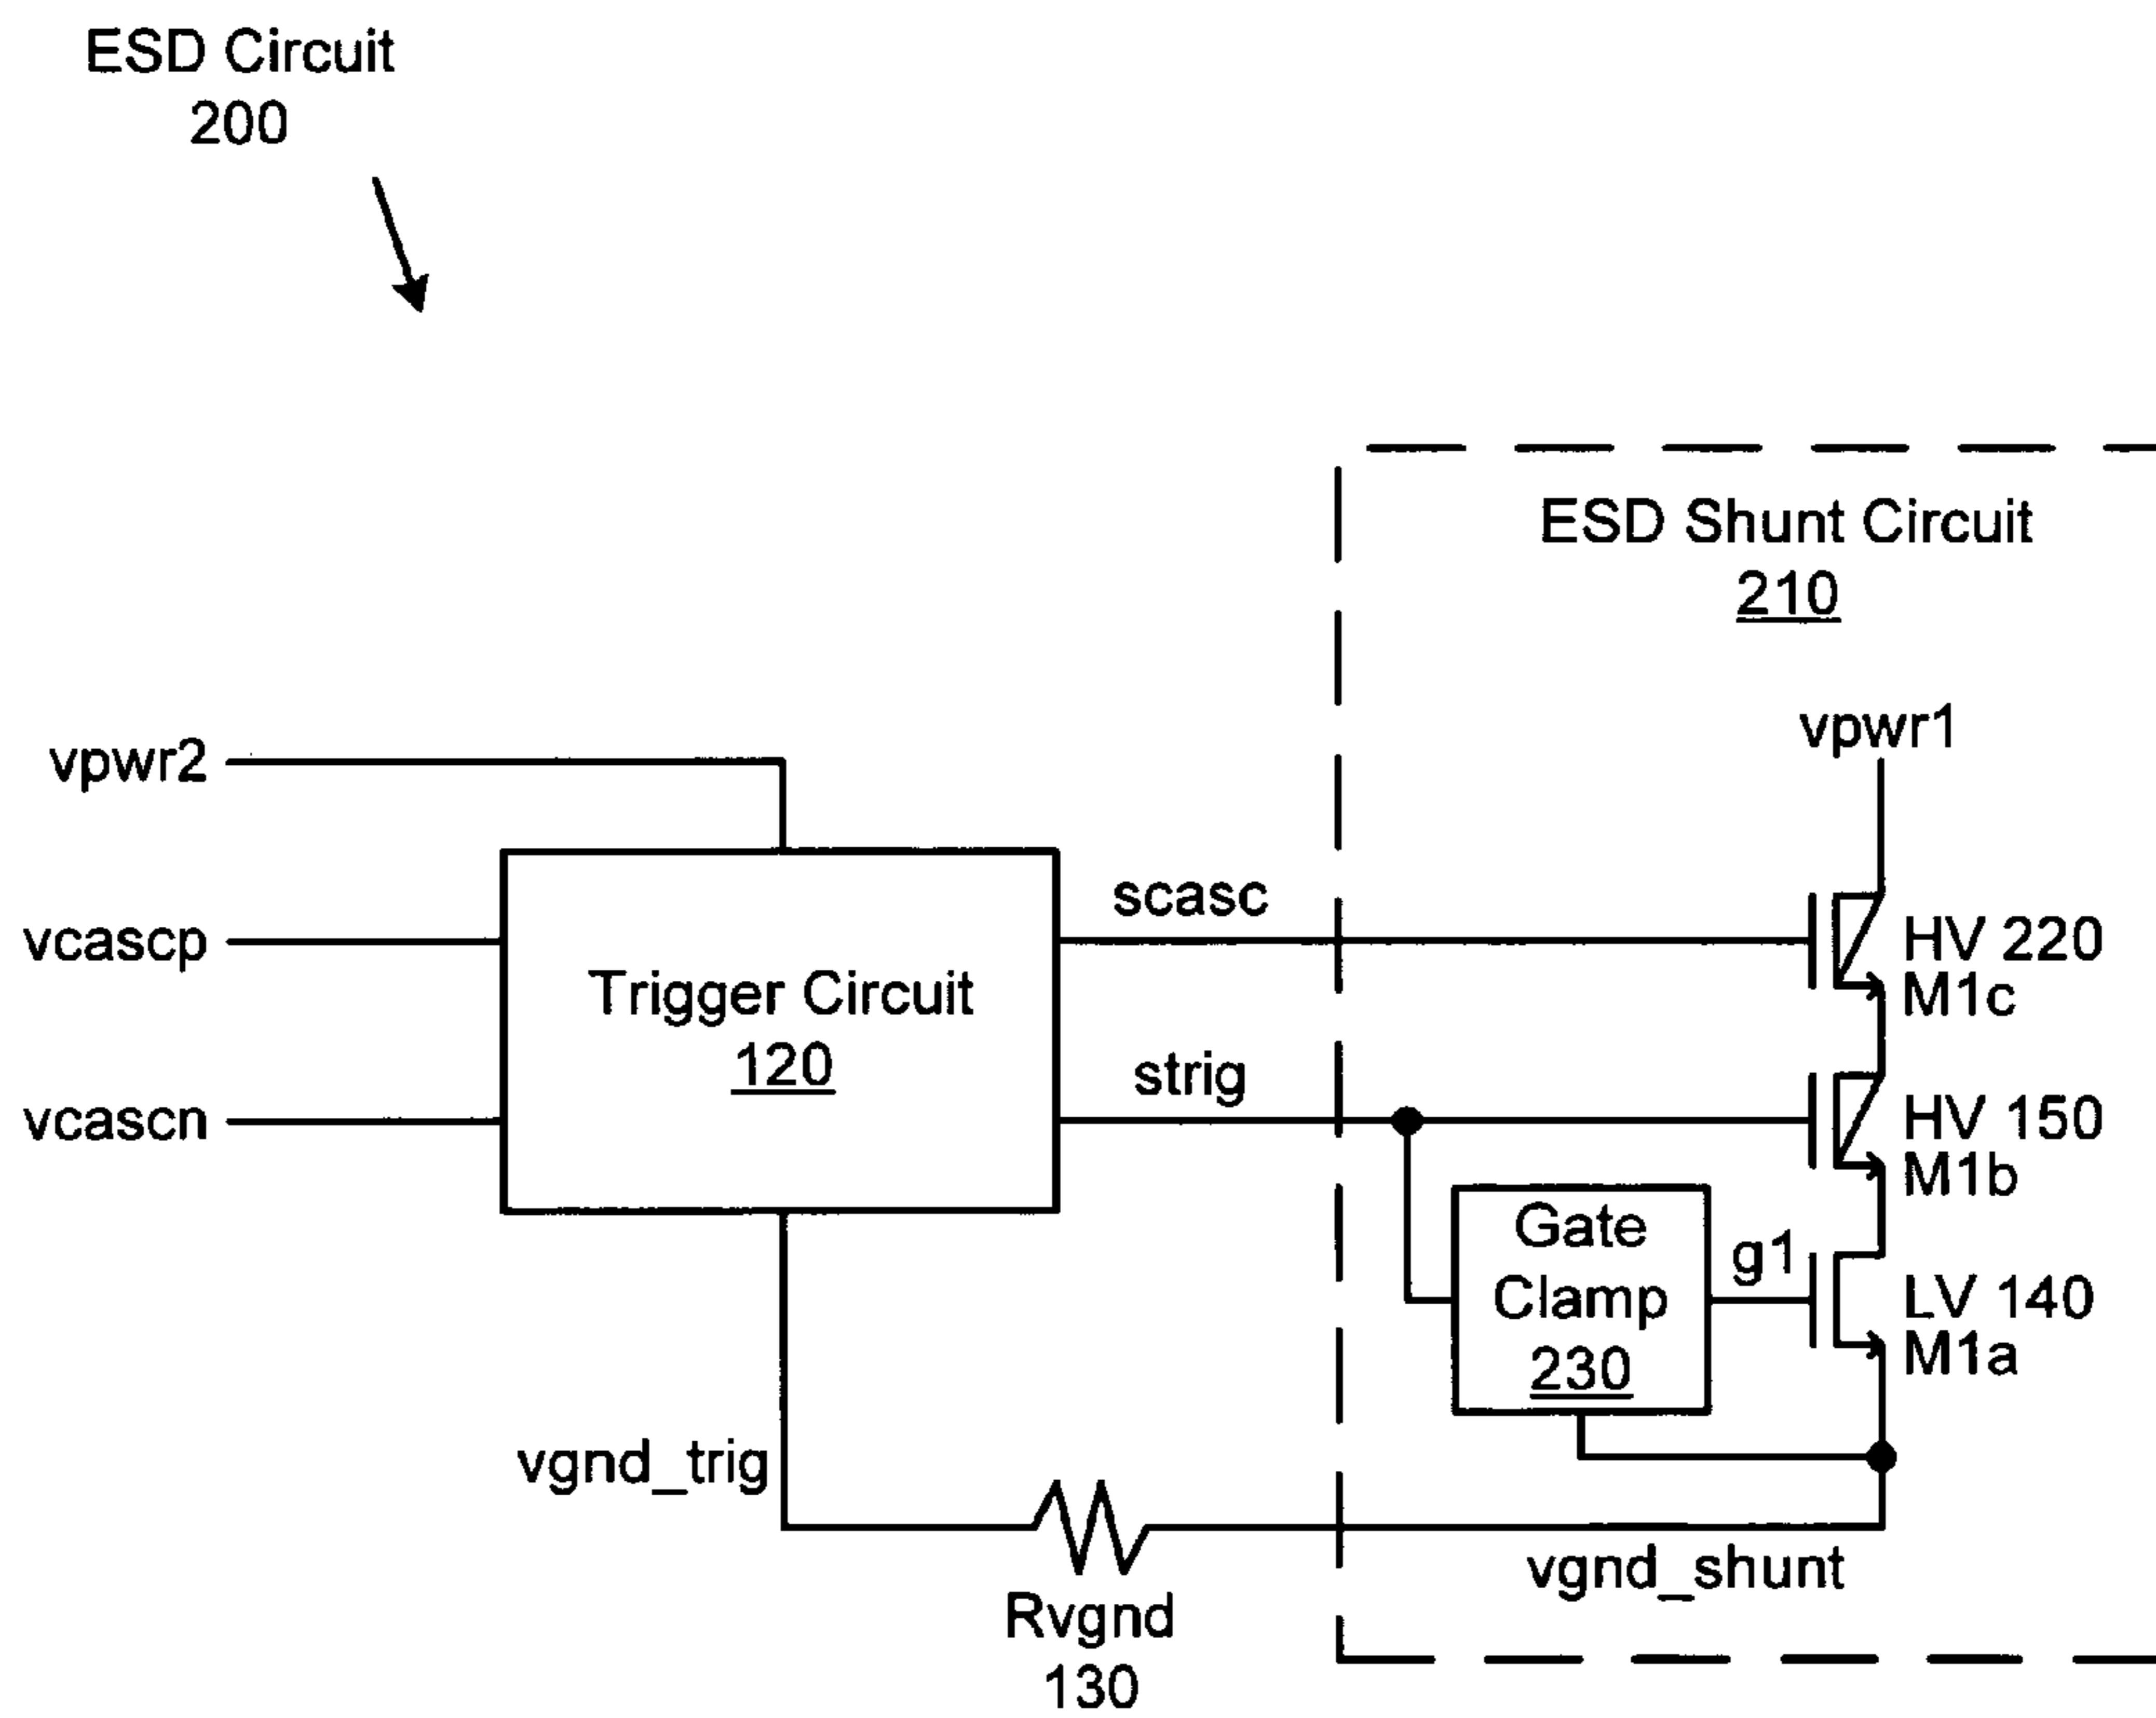 ESD Circuit
200
ESD Shunt Circuit
210
vpwr1
vpwr2
vcascp
vcascn
Trigger Circuit
120
scasc
strig
HV 220
M1c
HV 150
M1b
Gate
Clamp
230
g1
LV 140
M1a
vgnd_trig
Rvgnd
130
vgnd_shunt